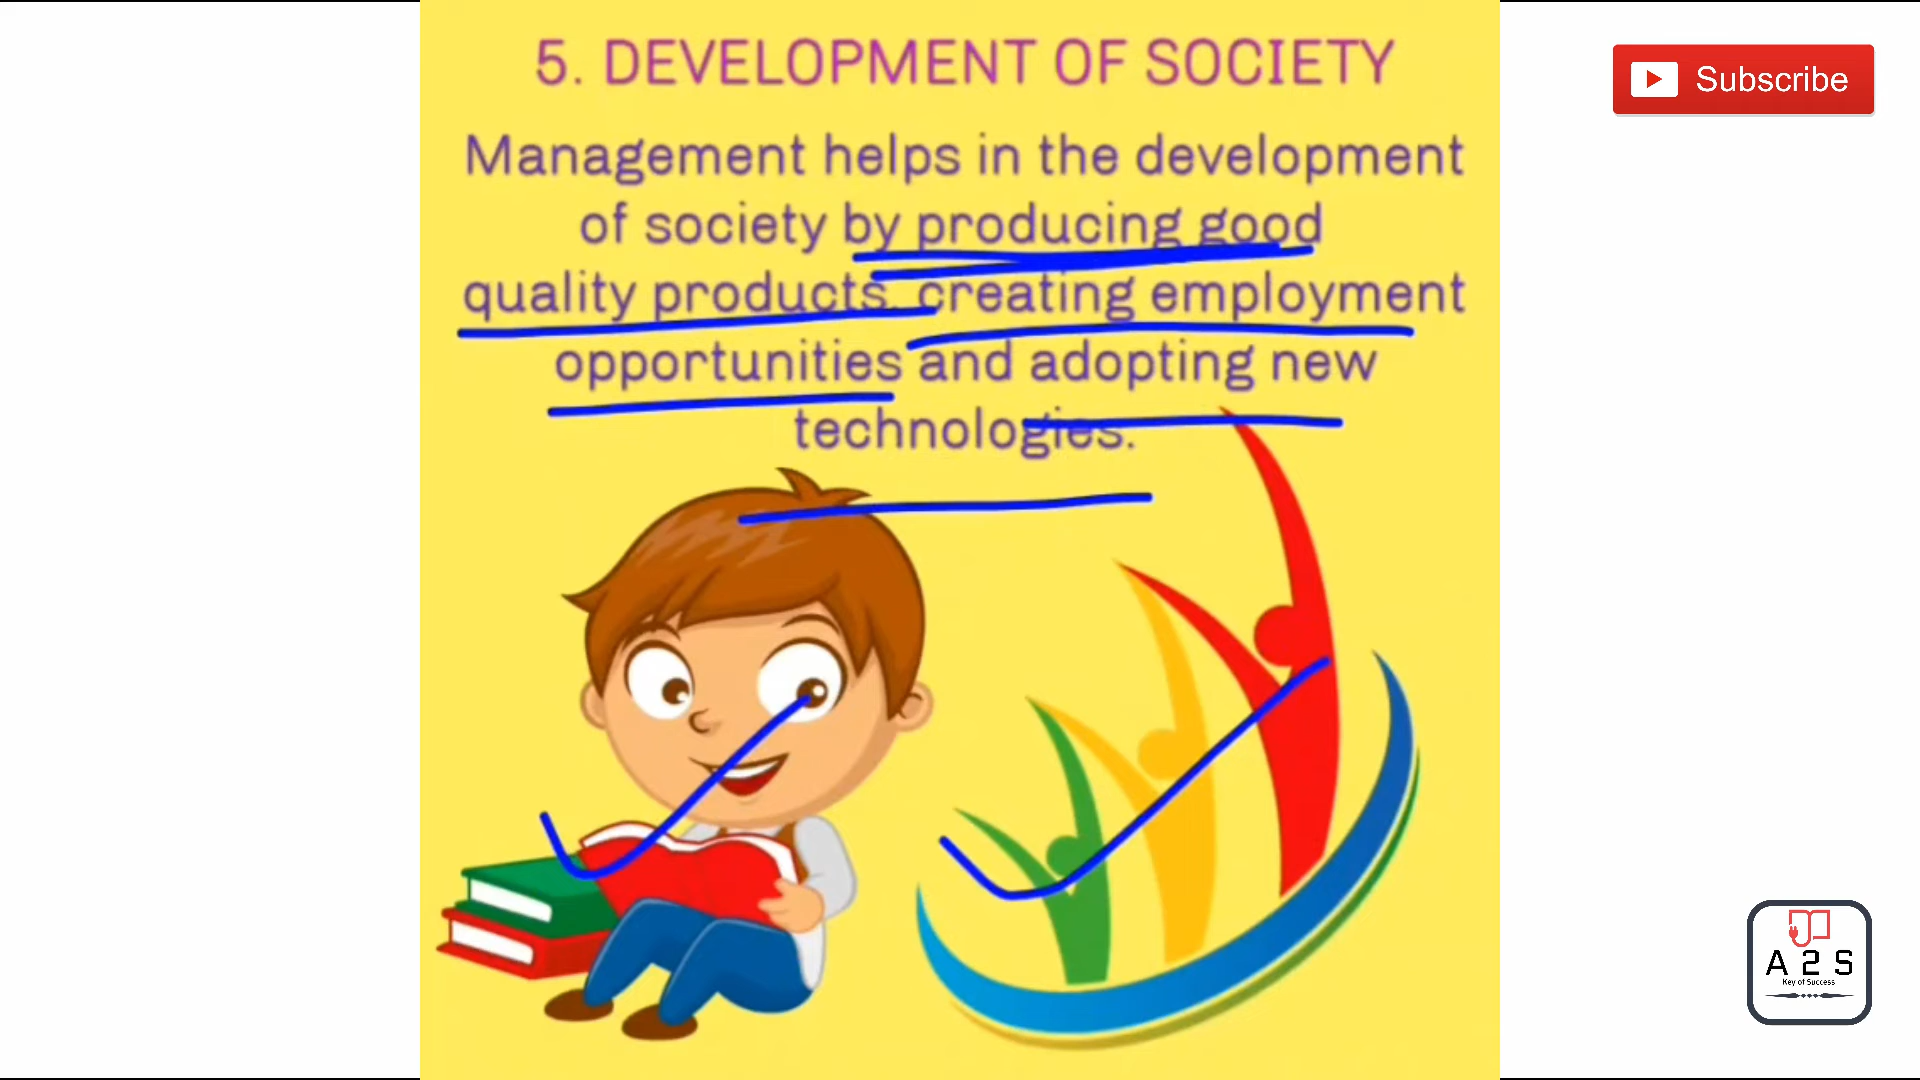 5. DEVELOPMENT OF SOCIETY
Management helps in the development
of society by producing good
quality products, creating employment
opportunities and adopting new
technologies.
Subscribe
A 2 S
Key of Success